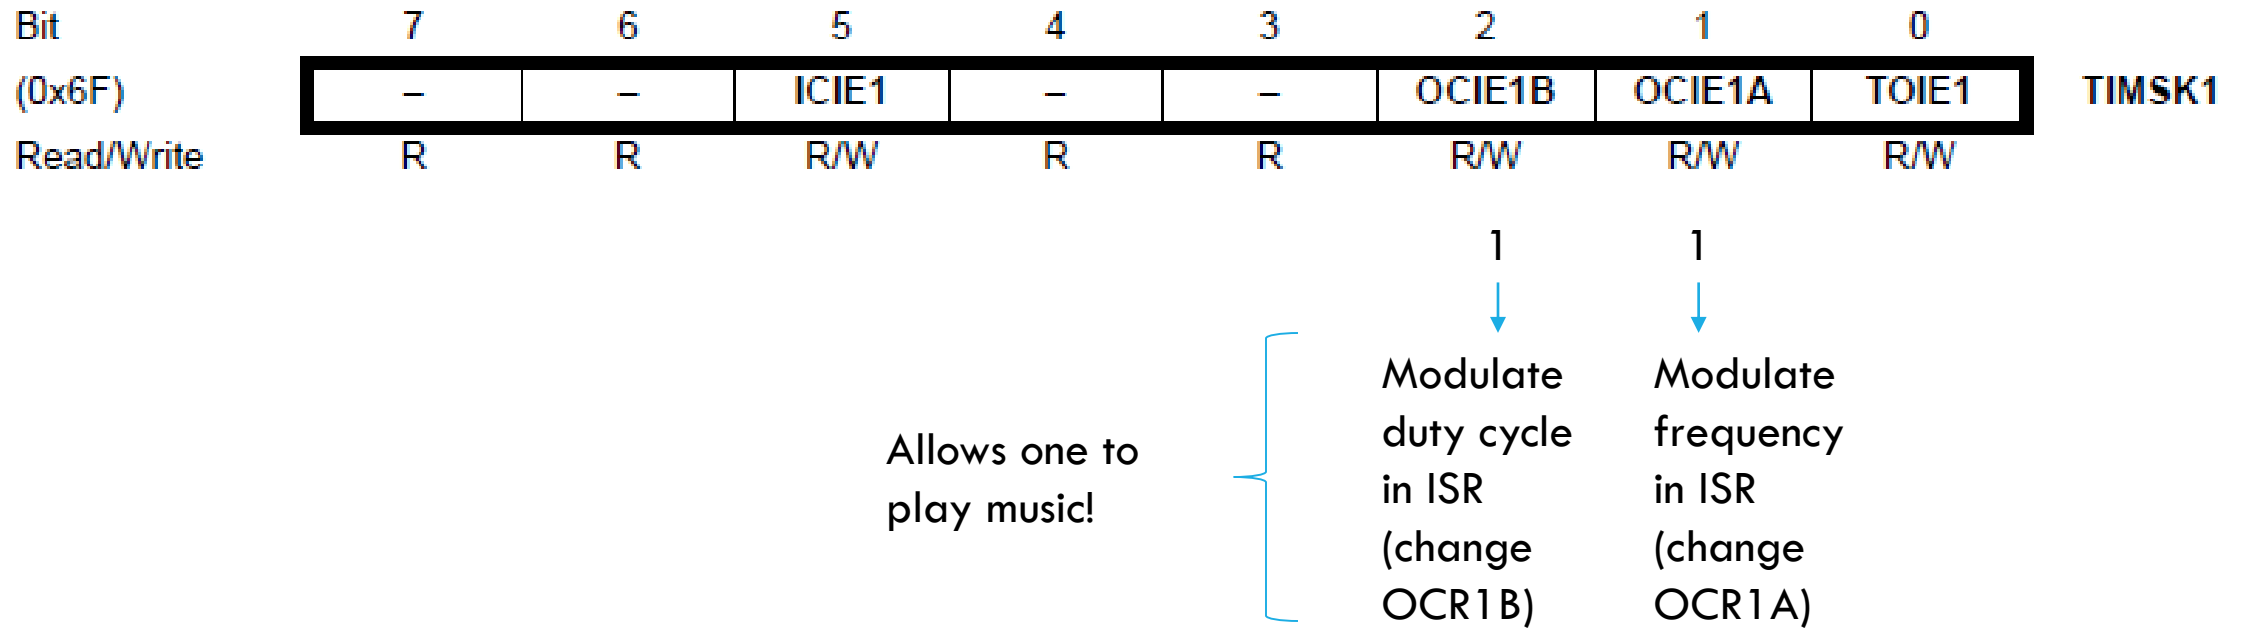 Bit 7 6 5 4 3 2 1 0
(0x6F) – – ICIE1 – – OCIE1B OCIE1A TOIE1 TIMSK1
Read/Write R R R/W R R R/W R/W R/W
1 1
Allows one to
play music!
Modulate
duty cycle
in ISR
(change
OCR1B)
Modulate
frequency
in ISR
(change
OCR1A)